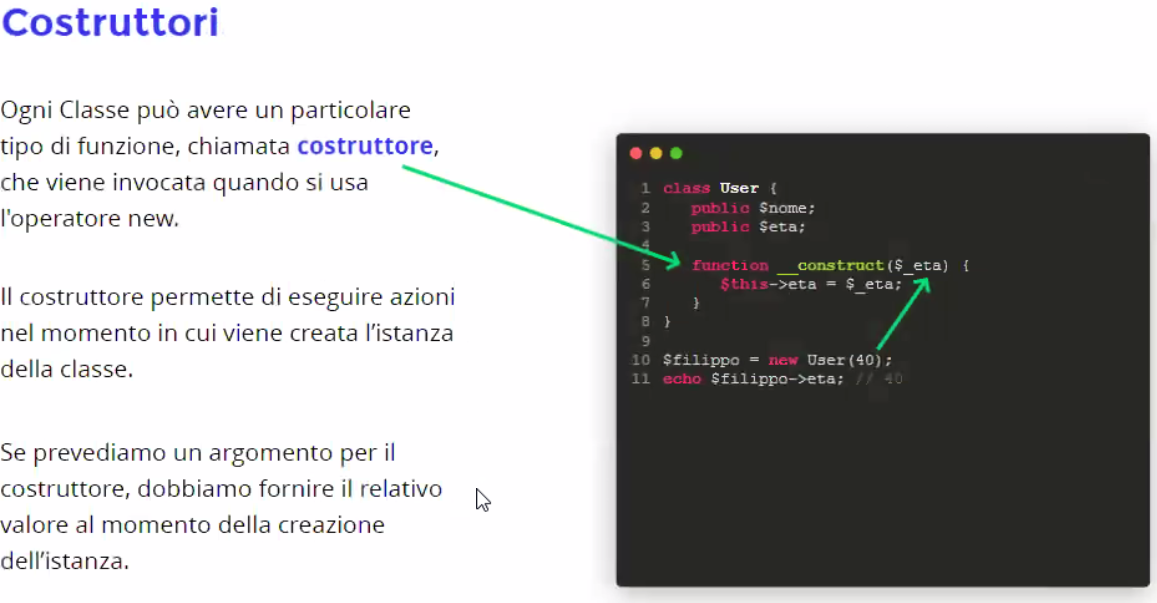 Costruttori
Ogni Classe può avere un particolare
tipo di funzione, chiamata costruttore,
che viene invocata quando si usa
l'operatore new.
Il costruttore permette di eseguire azioni
nel momento in cui viene creata l’istanza
della classe.
Se prevediamo un argomento per il
costruttore, dobbiamo fornire il relativo
valore al momento della creazione
dell’istanza.
1 class User {
2 public $nome;
3 public $eta;
4
5 function __construct($_eta) {
6 $this->eta = $_eta;
7 }
8 }
9
10 $filippo = new User(40);
11 echo $filippo->eta; // 40